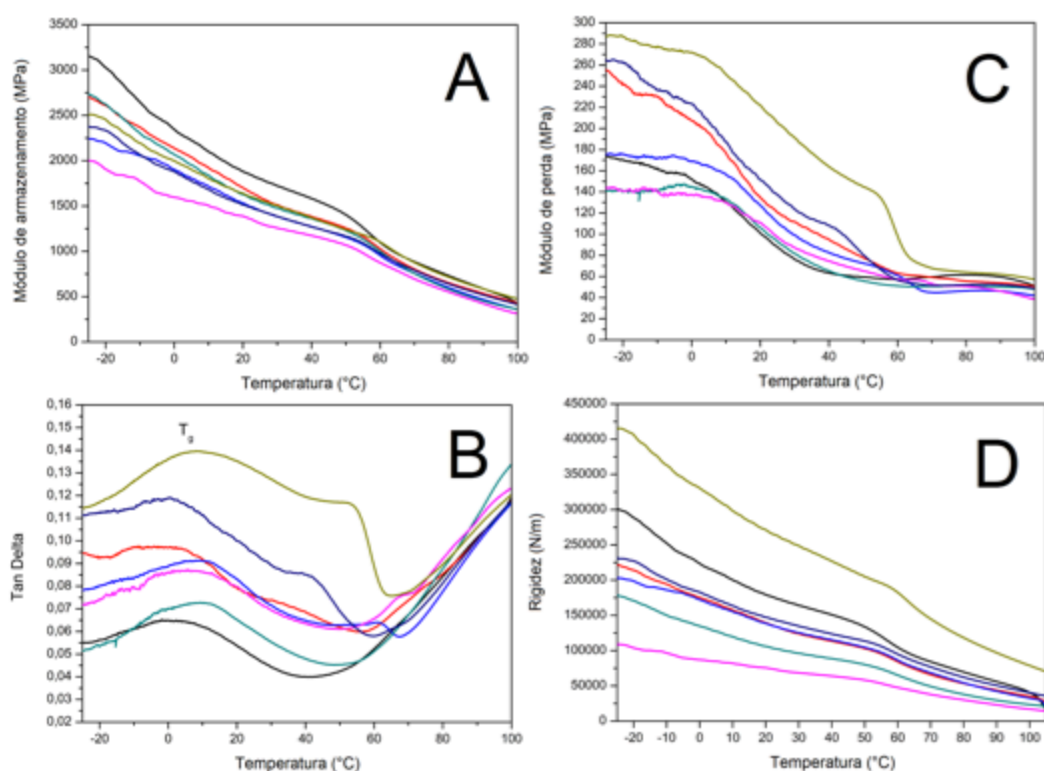 A
Módulo de armazenamento (MPa)
3500
3000
2500
2000
1500
1000
500
0
-20 0 20 40 60 80 100
Temperatura (°C)
C
Módulo de perda (MPa)
300
280
260
240
220
200
180
160
140
120
100
80
60
40
20
0
-20 0 20 40 60 80 100
Temperatura (°C)
B
Tg
Tan Delta
0,16
0,15
0,14
0,13
0,12
0,11
0,10
0,09
0,08
0,07
0,06
0,05
0,04
0,03
0,02
-20 0 20 40 60 80 100
Temperatura (°C)
D
Rigidez (N/m)
450000
400000
350000
300000
250000
200000
150000
100000
50000
0
-20 -10 0 10 20 30 40 50 60 70 80 90 100
Temperatura (°C)